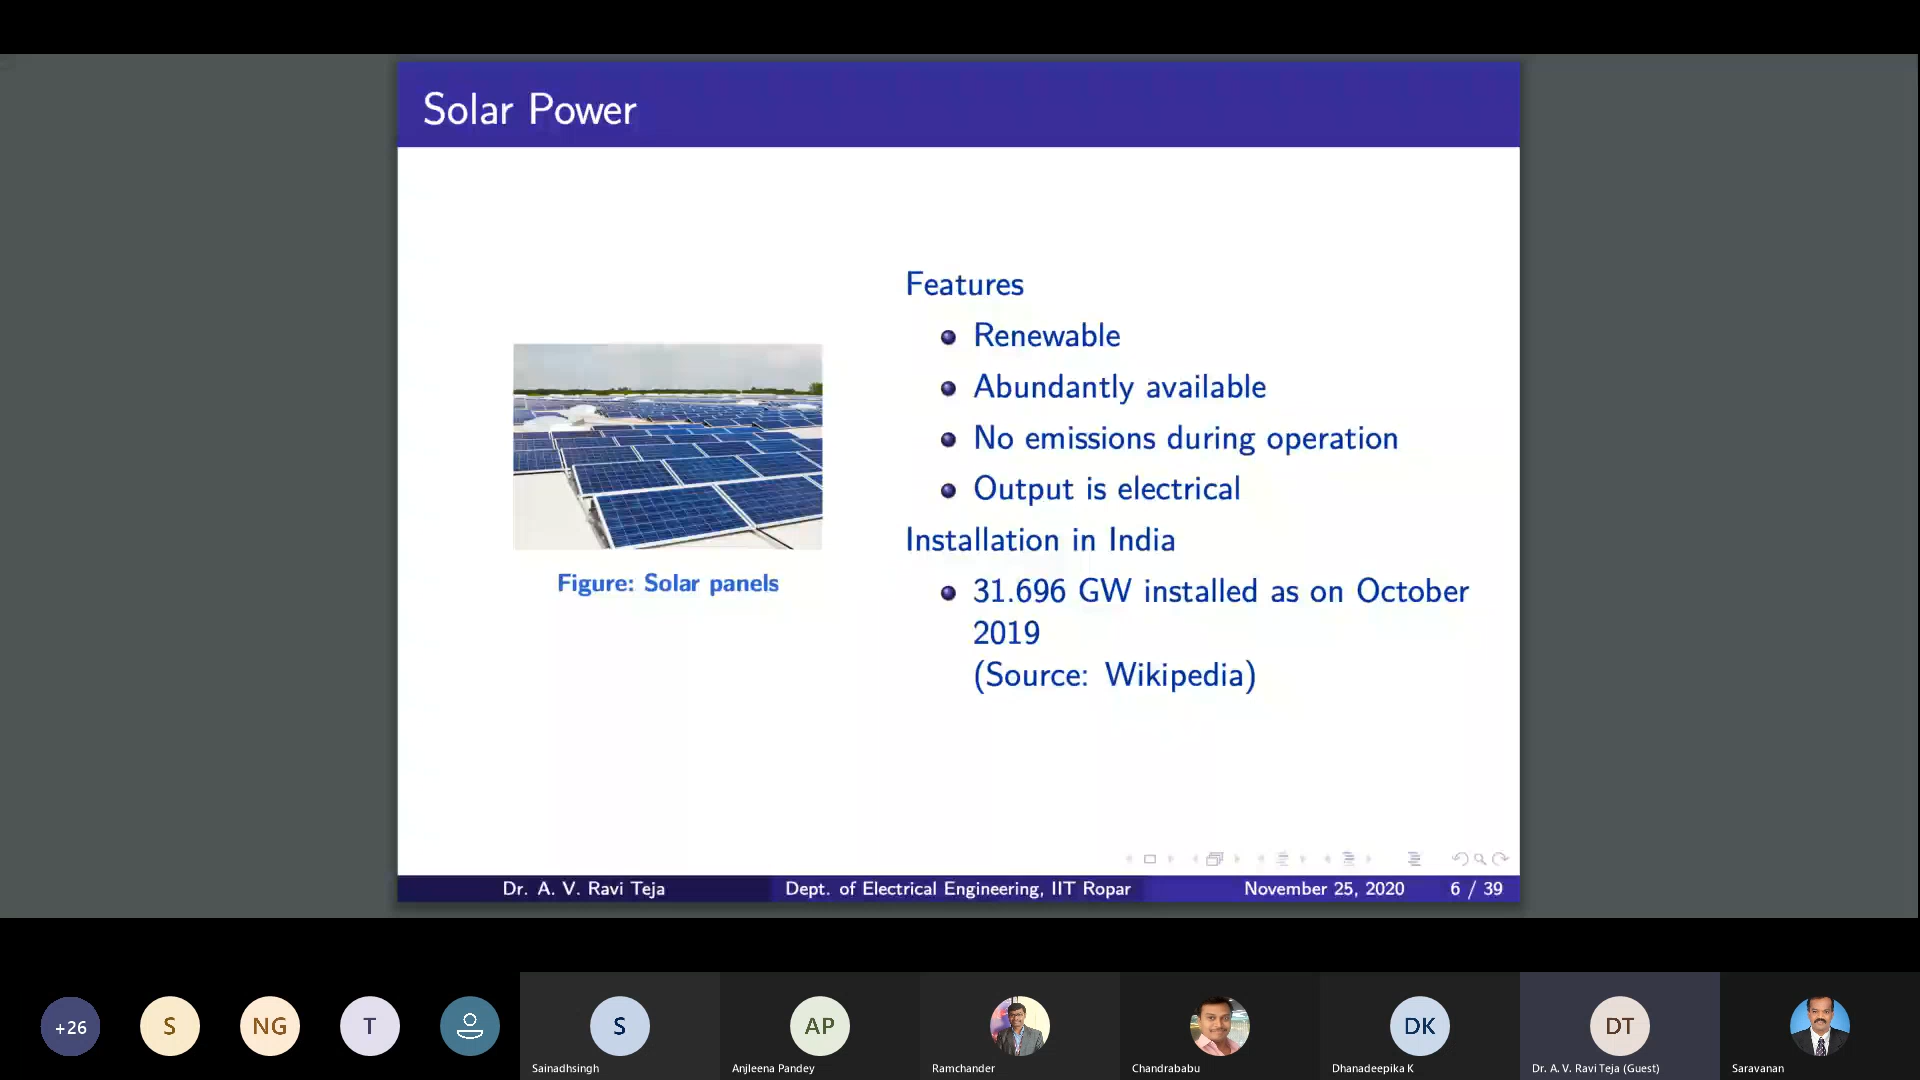 Solar Power
Features
Renewable
Abundantly available
No emissions during operation
Output is electrical
Installation in India
31.696 GW installed as on October
2019
(Source: Wikipedia)
Figure: Solar panels
Dr. A. V. Ravi Teja
Dept. of Electrical Engineering, IIT Ropar
November 25, 2020
6 / 39
+26
S
NG
T
S
AP
DK
DT
Sainadhsingh
Anjleena Pandey
Ramchander
Chandrababu
Dhanadeepika K
Dr. A. V. Ravi Teja (Guest)
Saravanan